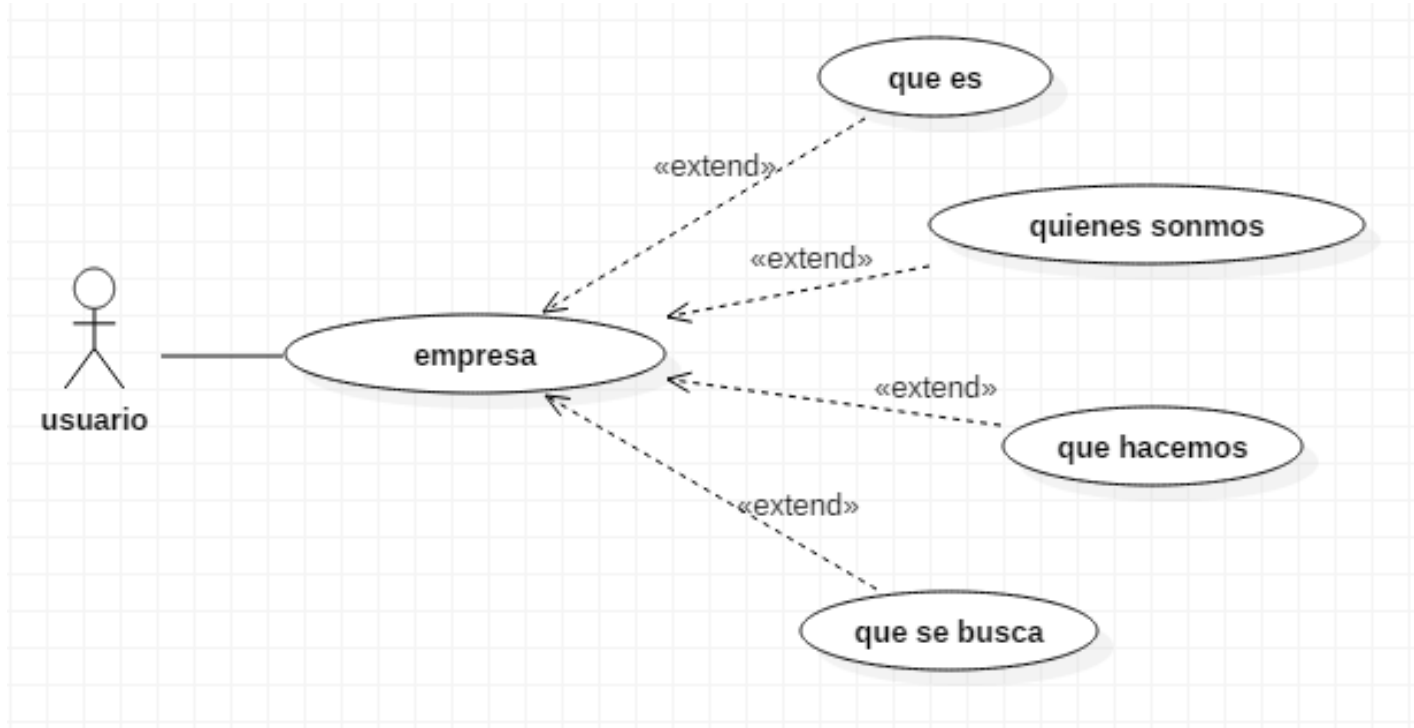 que es
«extend»
quienes sonmos
«extend»
empresa
«extend»
usuario
que hacemos
«extend»
que se busca